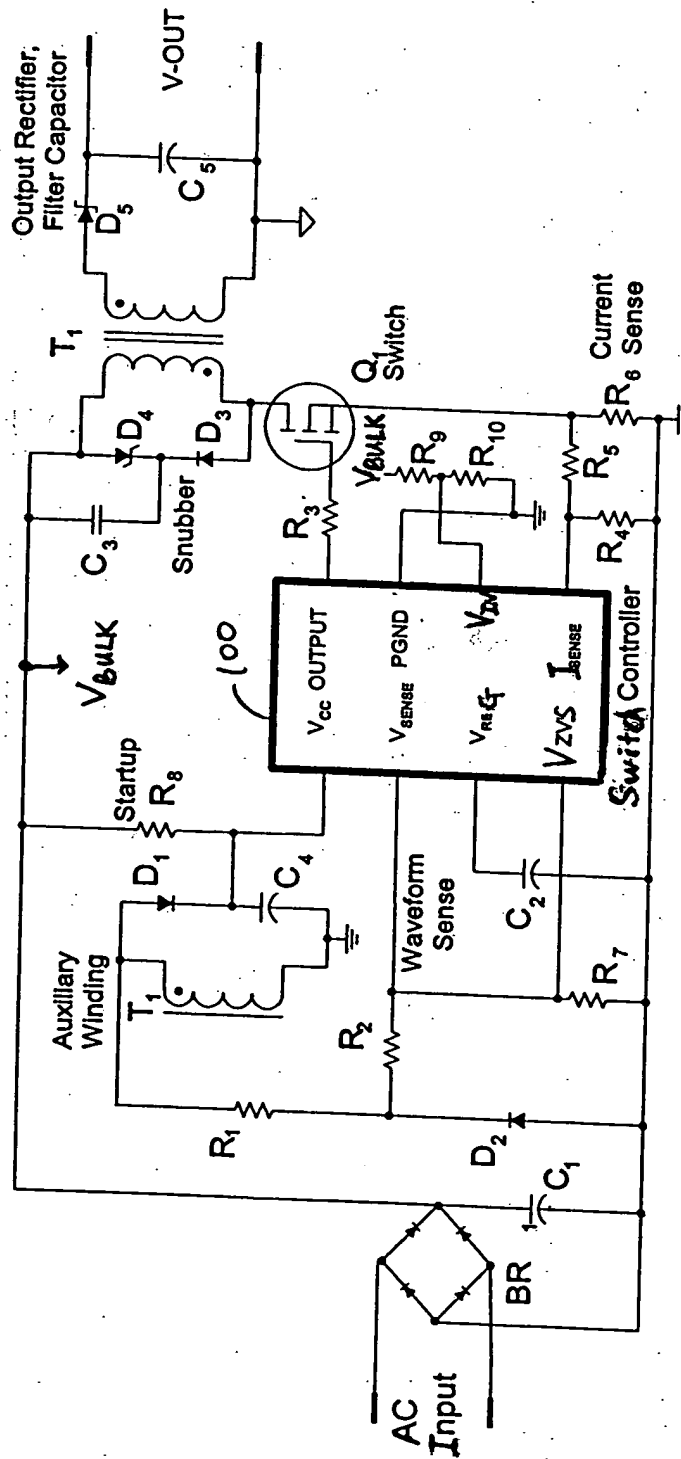 AC
Input
BR
C1
1
D2
R1
R2
Auxiliary
Winding
T1
D1
C4
Startup
R8
VBULK
Waveform
Sense
C2
R7
100
VCC OUTPUT
VSENSE PGND
VREG VIN
VZVS ISENSE
Switch Controller
C3
Snubber
D4
D3
T1
R3
Q1
Switch
VBULK
R9
R10
R5
R4
R6
Current
Sense
Output Rectifier,
Filter Capacitor
D5
C5
V-OUT